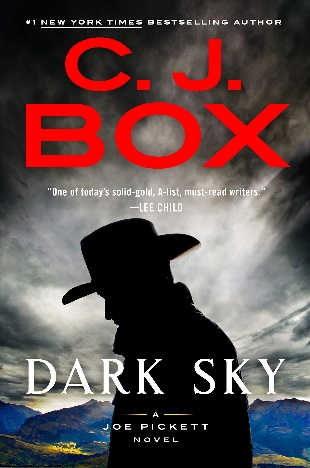 #1 NEW YORK TIMES BESTSELLING AUTHOR
C. J.
BOX
"One of today's solid-gold, A-list, must-read writers."
—LEE CHILD
DARK SKY
A
JOE PICKETT
NOVEL